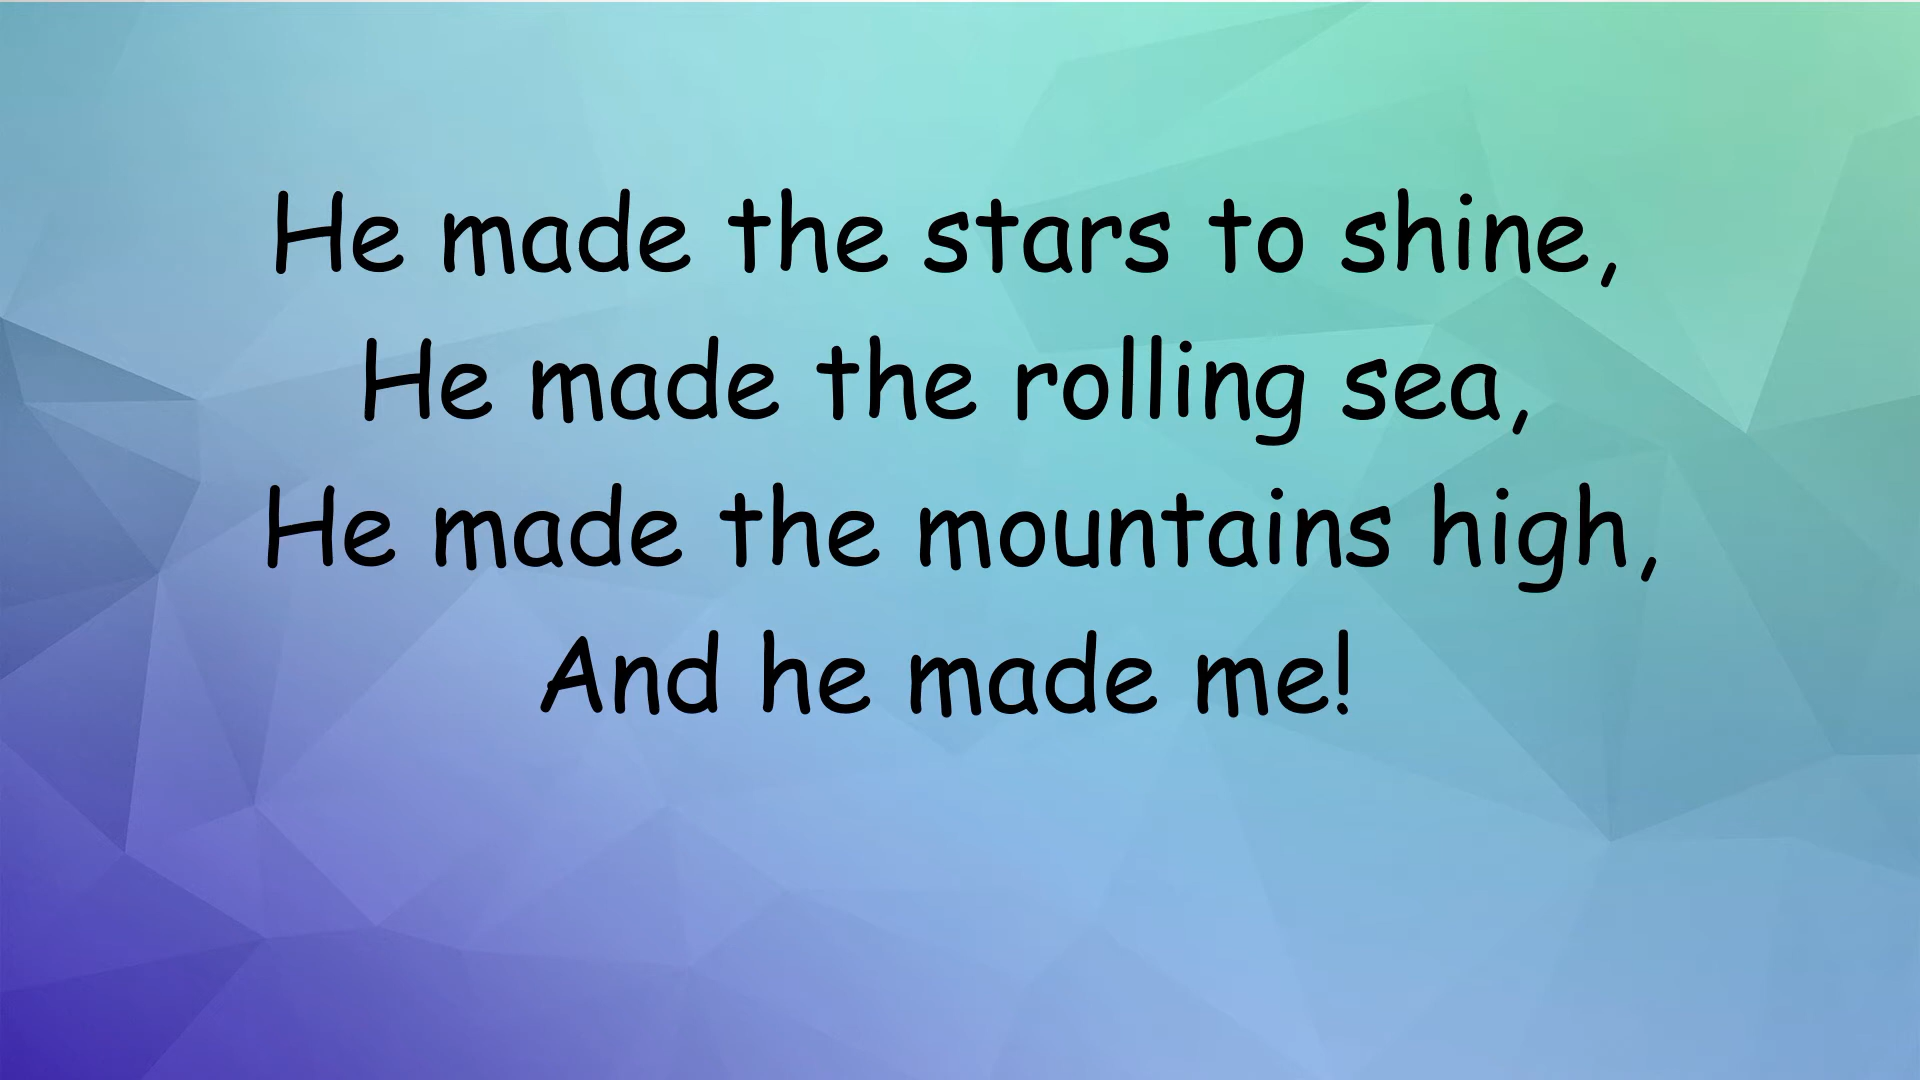 He made the stars to shine,
He made the rolling sea,
He made the mountains high,
And he made me!